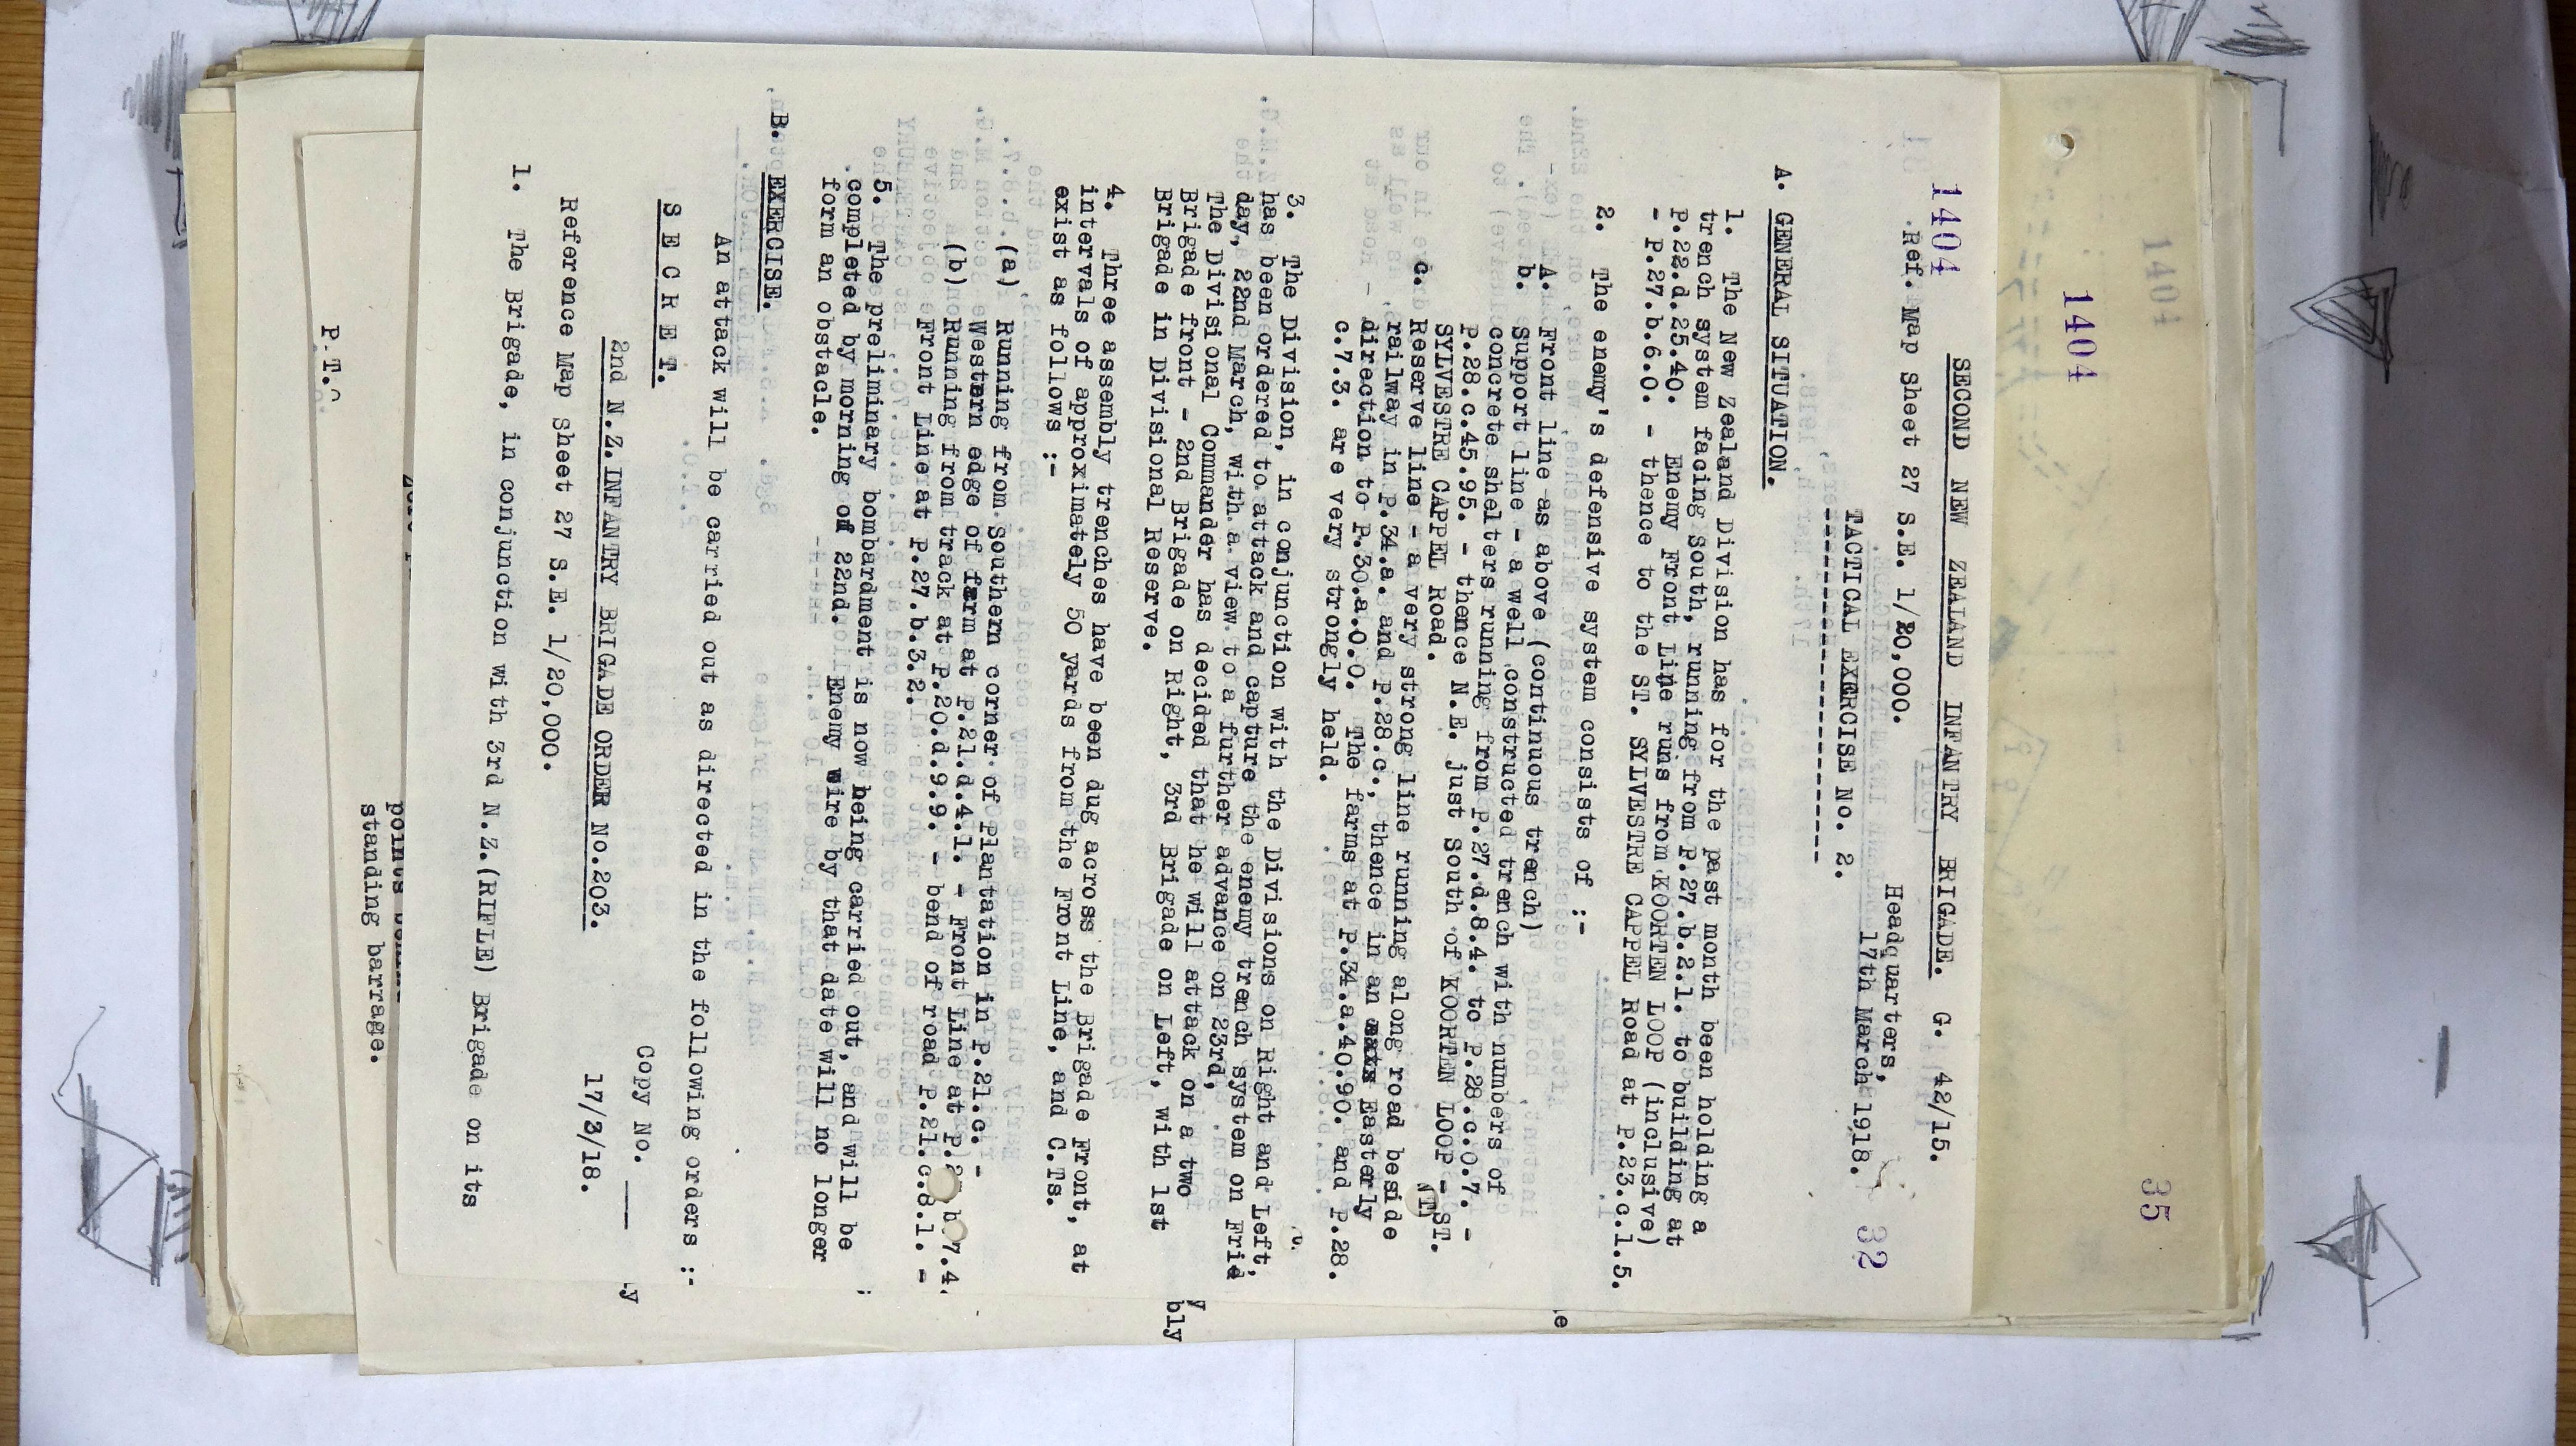 1404
35
1404
1404
SECOND NEW ZEALAND INFANTRY BRIGADE. G. 42/15.
Ref. Map Sheet 27 S.E. 1/20,000.
Headquarters,
17th March 1918.
32
TACTICAL EXERCISE No. 2.
A. GENERAL SITUATION.
1. The New Zealand Division has for the past month been holding a
trench system facing South, running from P.27.b.2.1. to building at
P.22.d.25.40. Enemy Front Line runs from KOORTEN LOOP (inclusive)
- P.27.b.6.0. - thence to the ST. SYLVESTRE CAPPEL Road at P.23.c.1.5.
2. The enemy's defensive system consists of :-
A. Front line as above (continuous trench)
b. Support line - a well constructed trench with numbers of
concrete shelters running from P.27.d.8.4. to P.28.c.0.7. -
P.28.c.45.95. - thence N.E. just South of KOORTEN LOOP - ST.
SYLVESTRE CAPPEL ROAD.
c. Reserve line - a very strong line running along road beside
railway in P.34.a. and P.28.c., thence in an Easterly
direction to P.30.a.0.0. The farms at P.34.a.40.90. and P.28.
c.7.3. are very strongly held.
3. The Division, in conjunction with the Divisions on Right and Left,
has been ordered to attack and capture the enemy trench system on Frid
day, 22nd March, with a view to a further advance on 23rd,
The Divisional Commander has decided that he will attack on a two
Brigade front - 2nd Brigade on Right, 3rd Brigade on Left, with 1st
Brigade in Divisional Reserve.
4. Three assembly trenches have been dug across the Brigade Front, at
intervals of approximately 50 yards from the Front Line, and C.Ts.
exist as follows :-
(a) Running from Southern corner of plantation in P.21.c. -
Western edge of farm at P.21.d.4.1. - Front Line at P.2 b 7.4.
(b) Running from track at P.20.d.9.9. - bend of road P.21.c.8.1. -
Front Line at P.27.b.3.2.
5. The preliminary bombardment is now being carried out, and will be
completed by morning of 22nd. Enemy wire by that date will no longer
form an obstacle.
B. EXERCISE.
An attack will be carried out as directed in the following orders :-
S E C R E T.
Copy No. ___
2nd N.Z.INFANTRY BRIGADE ORDER No.203.
17/3/18.
Reference Map Sheet 27 S.E. 1/20,000.
1. The Brigade, in conjunction with 3rd N.Z.(RIFLE) Brigade on its
points
standing barrage.
P.T.O
bly